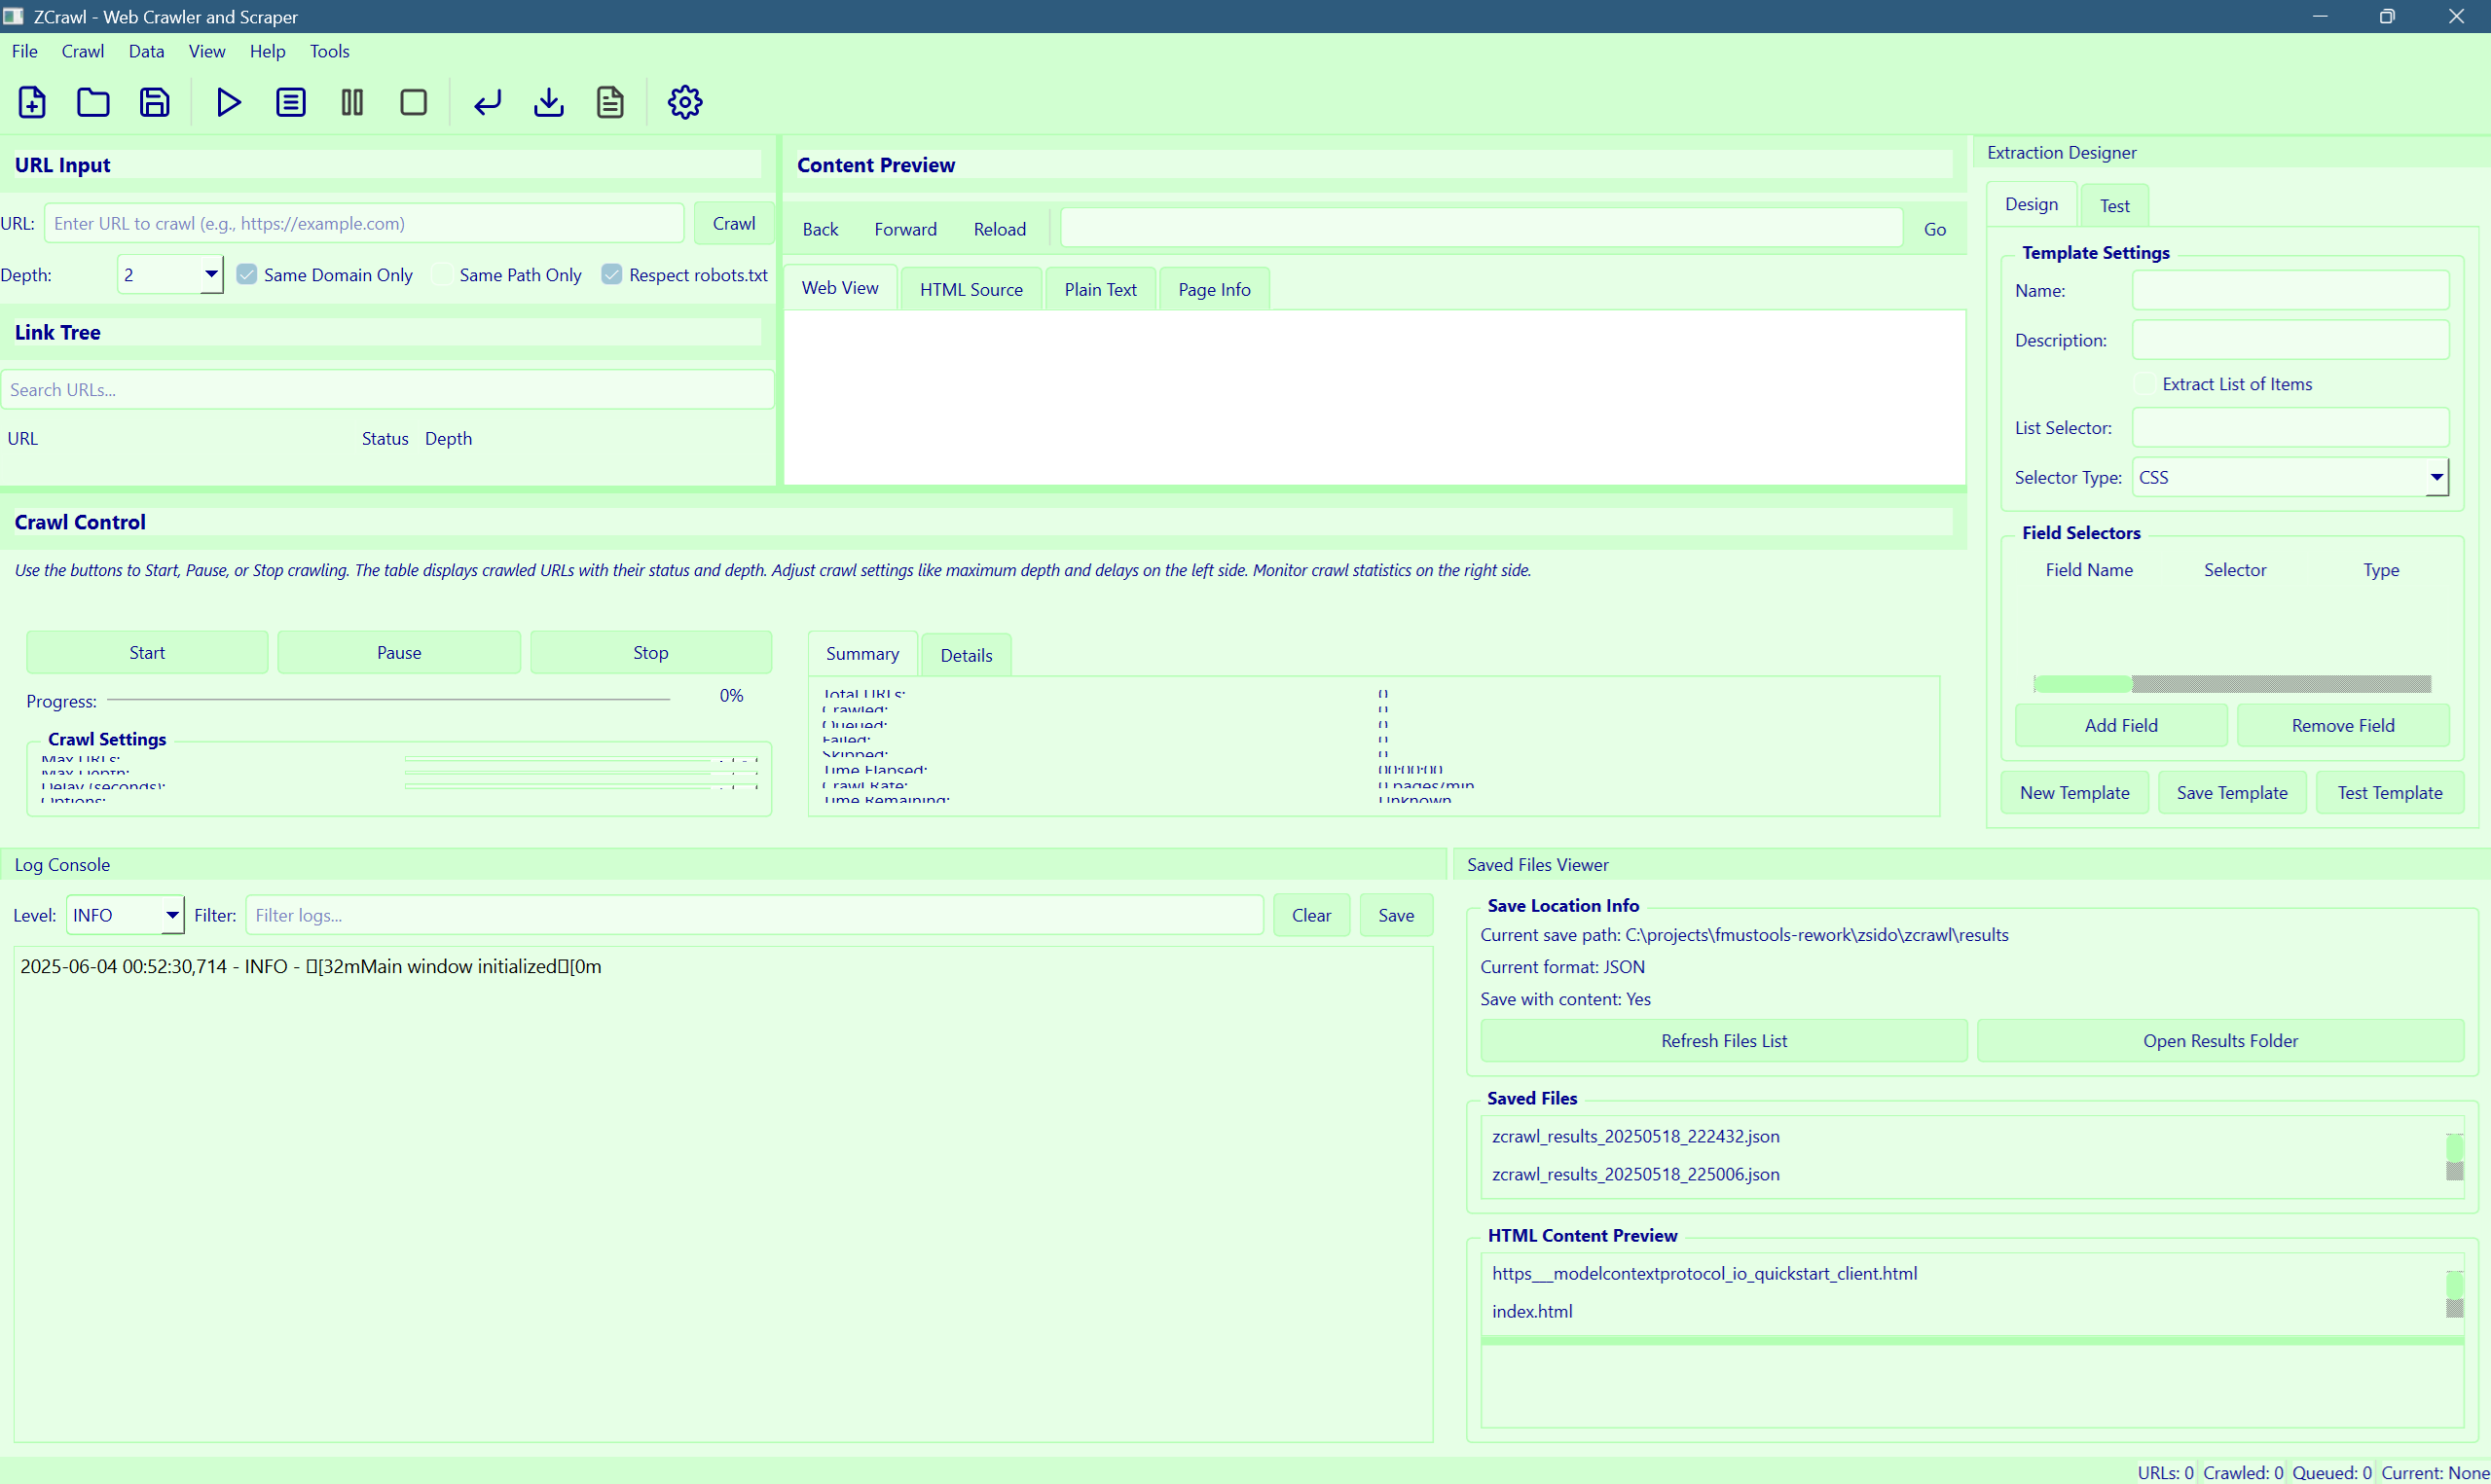 ZCrawl - Web Crawler and Scraper
File Crawl Data View Help Tools
URL Input
URL: Enter URL to crawl (e.g., https://example.com) Crawl
Depth: 2 Same Domain Only Same Path Only Respect robots.txt
Link Tree
Search URLs...
URL Status Depth
Content Preview
Back Forward Reload Go
Web View HTML Source Plain Text Page Info
Extraction Designer
Design Test
Template Settings
Name:
Description:
Extract List of Items
List Selector:
Selector Type: CSS
Field Selectors
Field Name Selector Type
Add Field Remove Field
New Template Save Template Test Template
Crawl Control
Use the buttons to Start, Pause, or Stop crawling. The table displays crawled URLs with their status and depth. Adjust crawl settings like maximum depth and delays on the left side. Monitor crawl statistics on the right side.
Start Pause Stop
Progress: 0%
Crawl Settings
Max URLs:
Max Depth:
Delay (seconds):
Options:
Summary Details
Total URLs: 0
Crawled: 0
Queued: 0
Failed: 0
Skipped: 0
Time Elapsed: 00:00:00
Crawl Rate: 0 pages/min
Time Remaining: Unknown
Log Console
Level: INFO Filter: Filter logs... Clear Save
2025-06-04 00:52:30,714 - INFO - ▯[32mMain window initialized▯[0m
Saved Files Viewer
Save Location Info
Current save path: C:\projects\fmustools-rework\zsido\zcrawl\results
Current format: JSON
Save with content: Yes
Refresh Files List Open Results Folder
Saved Files
zcrawl_results_20250518_222432.json
zcrawl_results_20250518_225006.json
HTML Content Preview
https__modelcontextprotocol_io_quickstart_client.html
index.html
URLs: 0 Crawled: 0 Queued: 0 Current: None